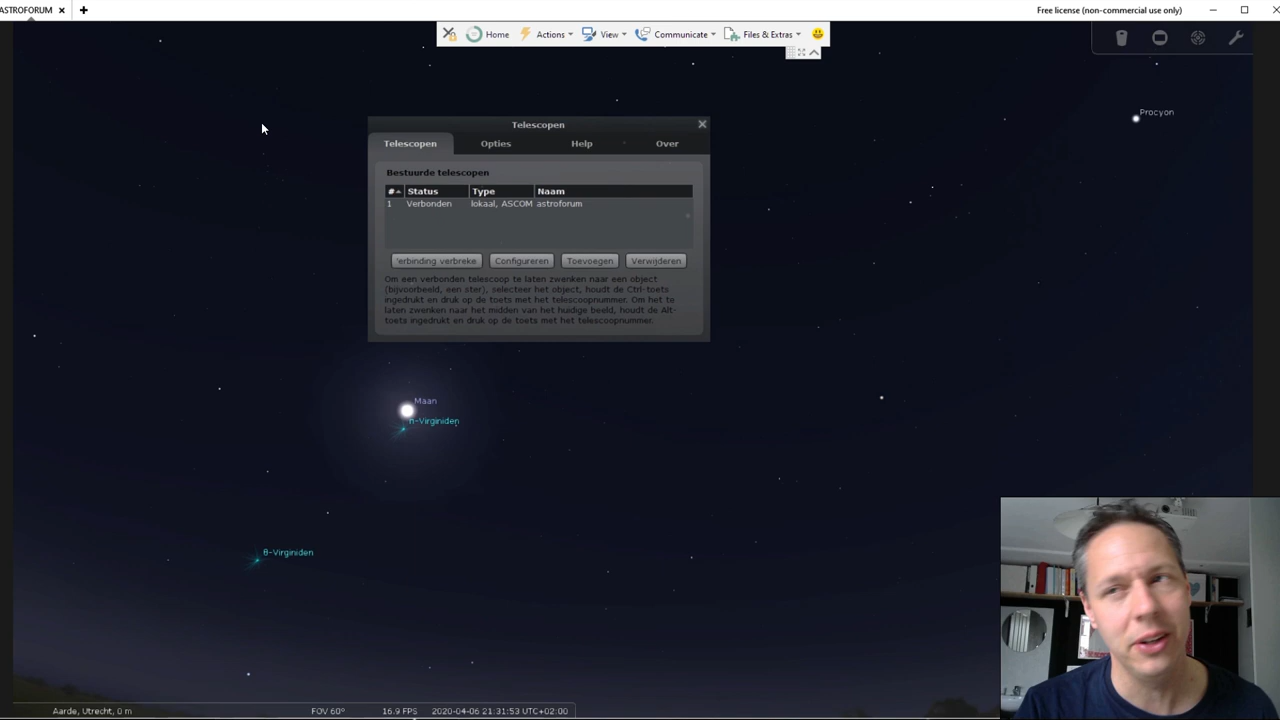 ASTROFORUM
Free license (non-commercial use only)
Home Actions View Communicate Files & Extras
Procyon
Telescopen
Telescopen Opties Help Over
Bestuurde telescopen
# Status Type Naam
1 Verbonden lokaal, ASCOM astroforum
erbinding verbreke Configureren Toevoegen Verwijderen
Om een verbonden telescoop te laten zwenken naar een object
(bijvoorbeeld, een ster), selecteer het object, houdt de Ctrl-toets
ingedrukt en druk op de toets met het telescoopnummer. Om het te
laten zwenken naar het midden van het huidige beeld, houdt de Alt-
toets ingedrukt en druk op de toets met het telescoopnummer.
Maan
η-Virginiden
θ-Virginiden
Aarde, Utrecht, 0 m FOV 60° 16.9 FPS 2020-04-06 21:31:53 UTC+02:00